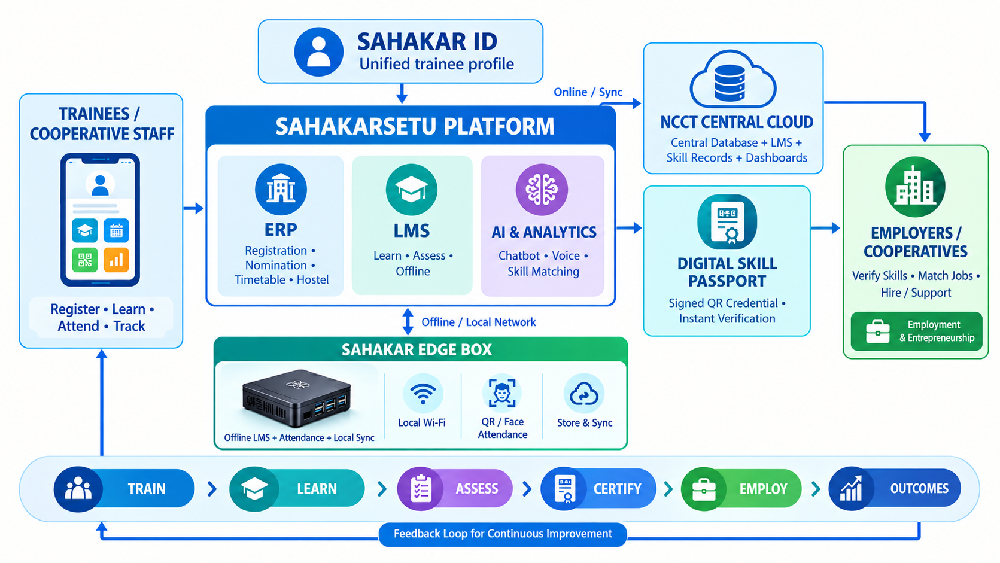 SAHAKAR ID
Unified trainee profile
TRAINEES /
COOPERATIVE STAFF
Register • Learn •
Attend • Track
SAHAKARSETU PLATFORM
ERP
Registration •
Nomination •
Timetable • Hostel
LMS
Learn • Assess •
Offline
AI & ANALYTICS
Chatbot • Voice •
Skill Matching
Online / Sync
NCCT CENTRAL CLOUD
Central Database + LMS +
Skill Records + Dashboards
DIGITAL SKILL
PASSPORT
Signed QR Credential •
Instant Verification
EMPLOYERS /
COOPERATIVES
Verify Skills • Match Jobs •
Hire / Support
Employment
& Entrepreneurship
Offline / Local Network
SAHAKAR EDGE BOX
Offline LMS + Attendance + Local Sync
Local Wi-Fi
QR / Face
Attendance
Store & Sync
TRAIN
LEARN
ASSESS
CERTIFY
EMPLOY
OUTCOMES
Feedback Loop for Continuous Improvement